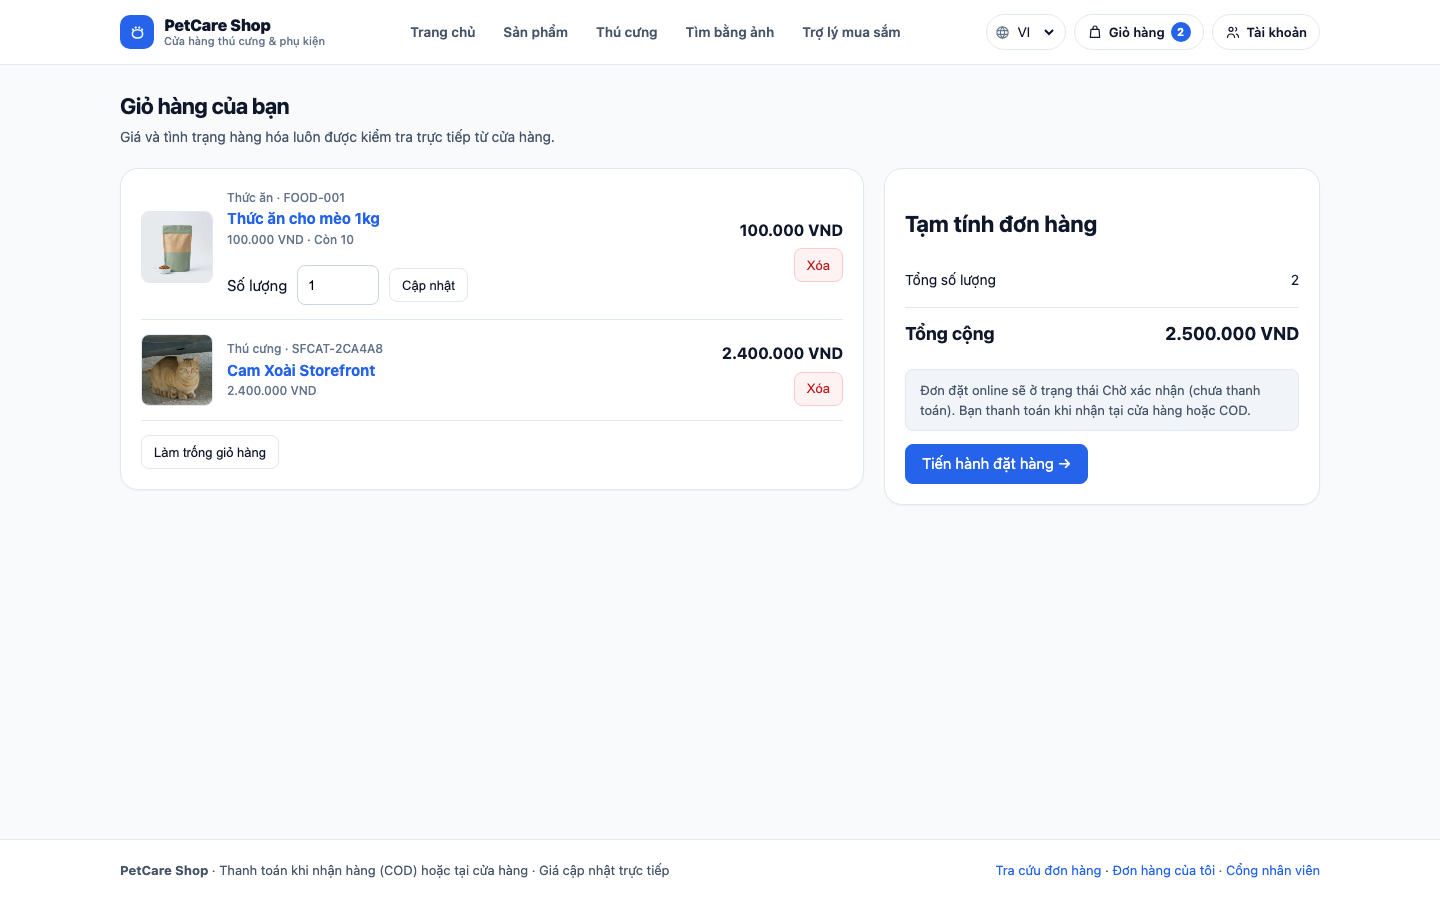 PetCare Shop
Cửa hàng thú cưng & phụ kiện
Trang chủ
Sản phẩm
Thú cưng
Tìm bằng ảnh
Trợ lý mua sắm
VI
Giỏ hàng 2
Tài khoản
Giỏ hàng của bạn
Giá và tình trạng hàng hóa luôn được kiểm tra trực tiếp từ cửa hàng.
Thức ăn · FOOD-001
Thức ăn cho mèo 1kg
100.000 VND · Còn 10
Số lượng 1 Cập nhật
100.000 VND
Xóa
Thú cưng · SFCAT-2CA4A8
Cam Xoài Storefront
2.400.000 VND
2.400.000 VND
Xóa
Làm trống giỏ hàng
Tạm tính đơn hàng
Tổng số lượng 2
Tổng cộng 2.500.000 VND
Đơn đặt online sẽ ở trạng thái Chờ xác nhận (chưa thanh
toán). Bạn thanh toán khi nhận tại cửa hàng hoặc COD.
Tiến hành đặt hàng →
PetCare Shop · Thanh toán khi nhận hàng (COD) hoặc tại cửa hàng · Giá cập nhật trực tiếp
Tra cứu đơn hàng · Đơn hàng của tôi · Cổng nhân viên